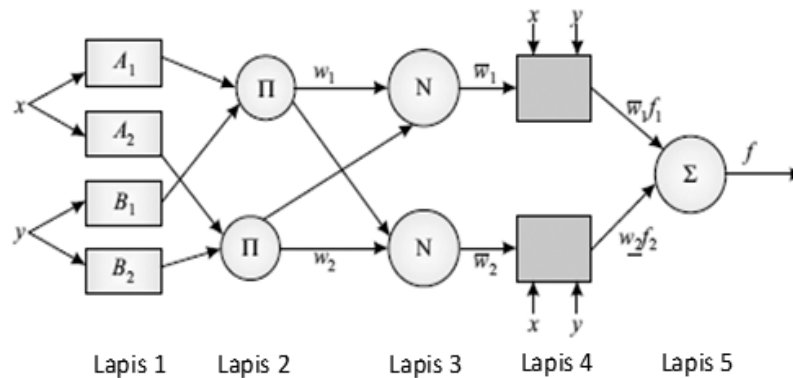 x y
A₁ w₁ w̅₁
Π N w̅₁f₁
x
A₂ f
Σ
B₁
y w̲₂f₂
Π N
B₂ w₂ w̅₂
x y
Lapis 1 Lapis 2 Lapis 3 Lapis 4 Lapis 5